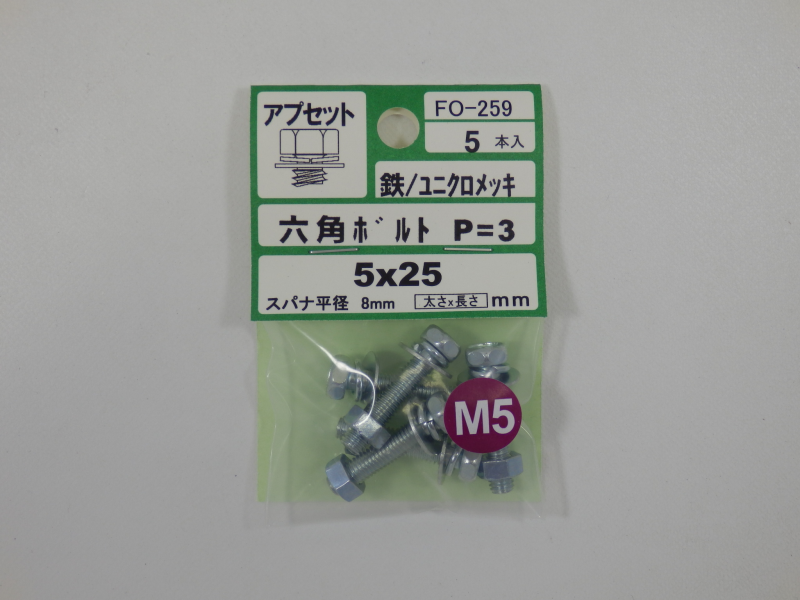 アプセット
FO-259
5 本入
鉄/ユニクロメッキ
六角ボルト P=3
5x25
スパナ平径 8mm 太さx長さ mm
M5